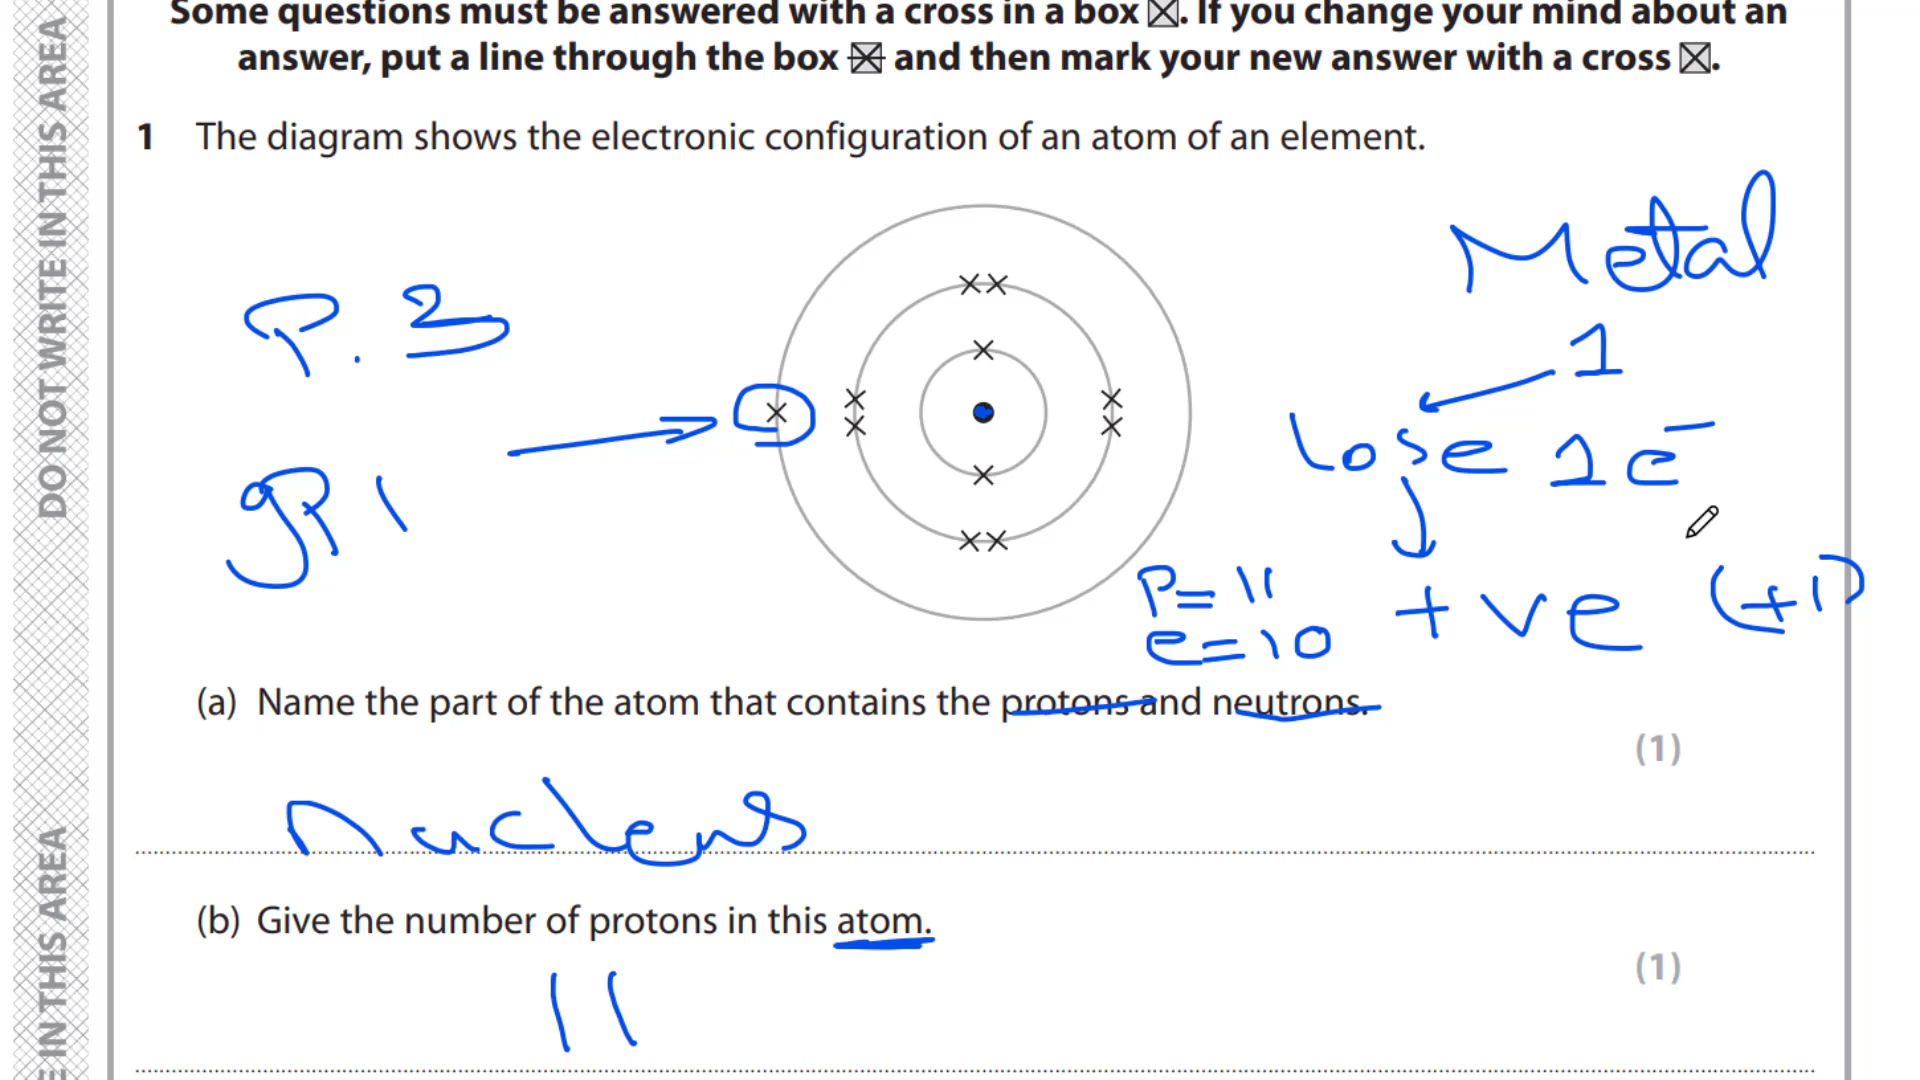 Some questions must be answered with a cross in a box ☒. If you change your mind about an
answer, put a line through the box and then mark your new answer with a cross ☒.
DO NOT WRITE IN THIS AREA
1 The diagram shows the electronic configuration of an atom of an element.
Metal
P. 3
1
lose 1e⁻
gp 1
P=11
e=10
+ve (+1)
(a) Name the part of the atom that contains the protons and neutrons.
(1)
nucleus
(b) Give the number of protons in this atom.
(1)
11
E IN THIS AREA